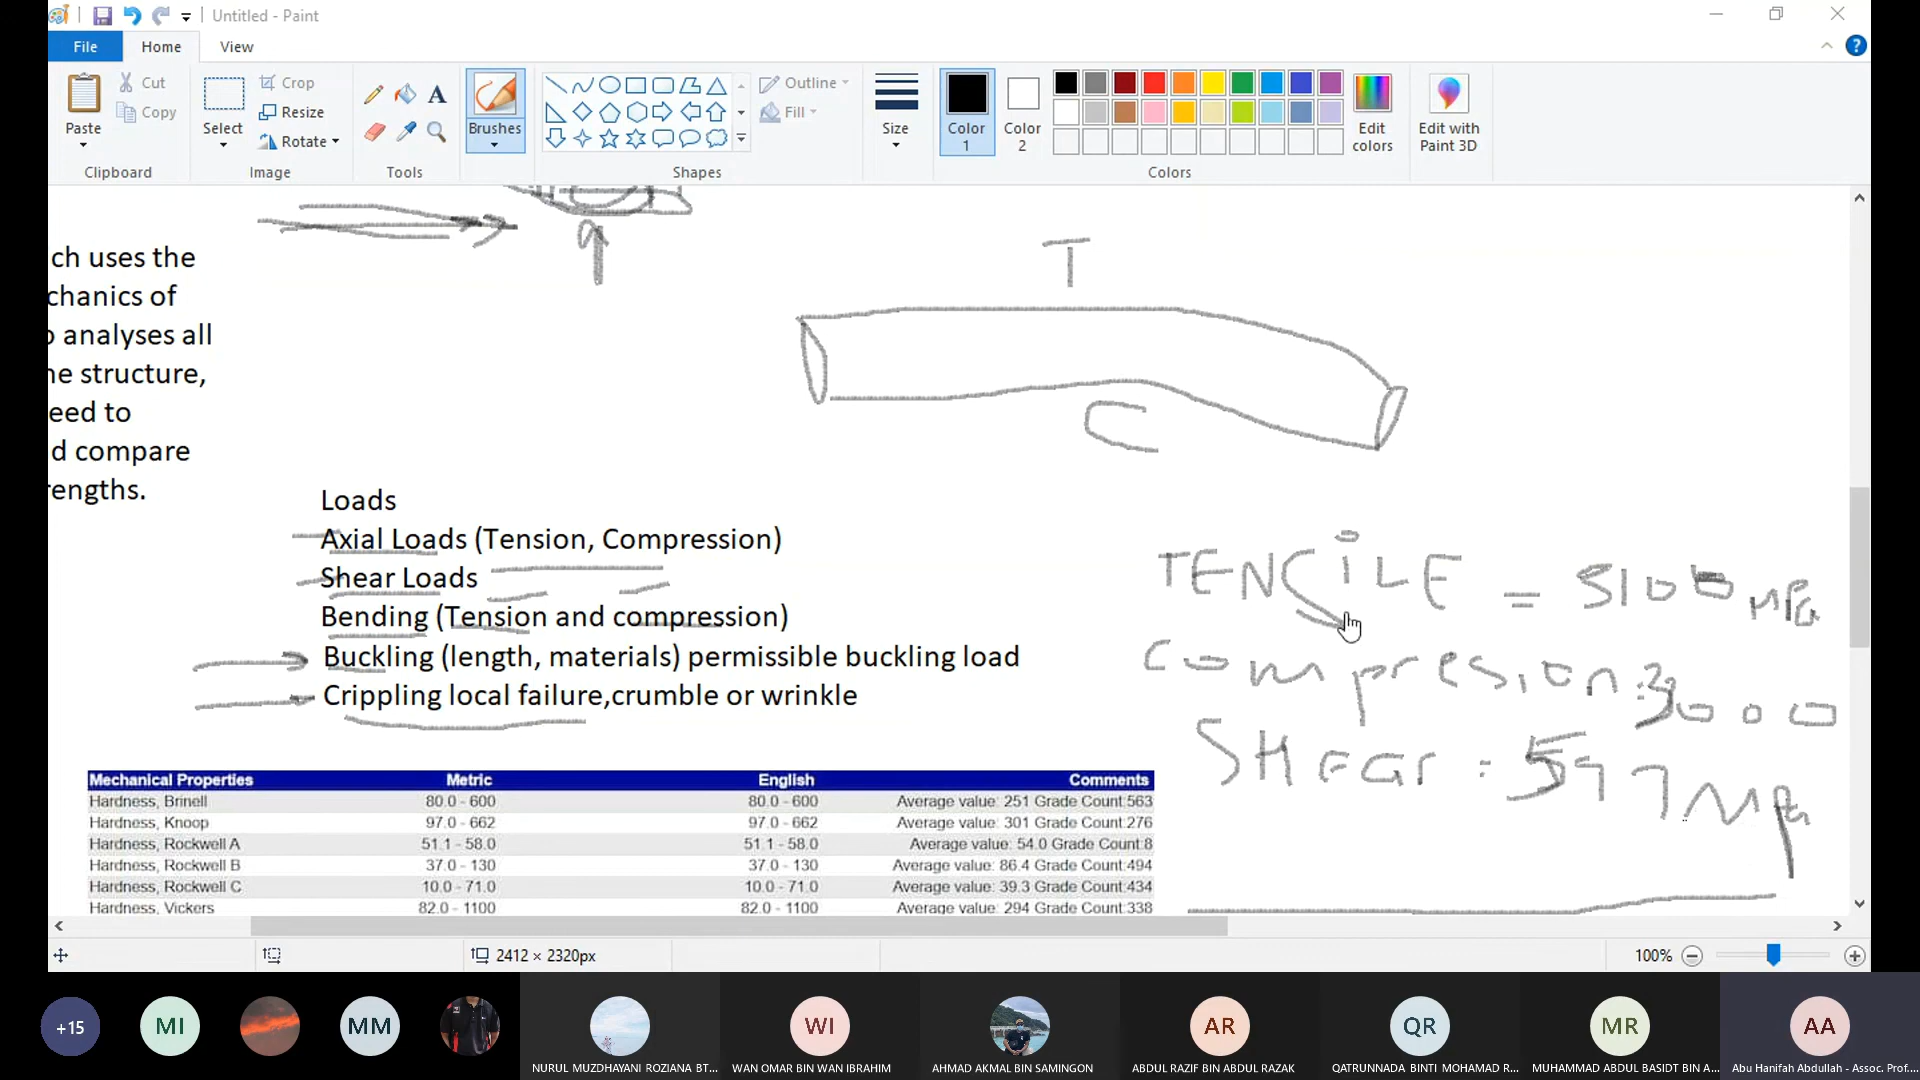 Untitled - Paint
File Home View
Paste
Cut
Copy
Clipboard
Select
Crop
Resize
Rotate
Image
Tools
Brushes
Shapes
Outline
Fill
Size
Color 1
Color 2
Edit colors
Edit with Paint 3D
Colors
ch uses the
chanics of
analyses all
he structure,
eed to
d compare
rengths.
T
C
Loads
Axial Loads (Tension, Compression)
Shear Loads
Bending (Tension and compression)
Buckling (length, materials) permissible buckling load
Crippling local failure,crumble or wrinkle
TENSiLE = 5100 MPa
Compresion: 3000
SHEar : 597 MPa
Mechanical Properties Metric English Comments
Hardness, Brinell 80.0 - 600 80.0 - 600 Average value: 251 Grade Count:563
Hardness, Knoop 97.0 - 662 97.0 - 662 Average value: 301 Grade Count:276
Hardness, Rockwell A 51.1 - 58.0 51.1 - 58.0 Average value: 54.0 Grade Count:8
Hardness, Rockwell B 37.0 - 130 37.0 - 130 Average value: 86.4 Grade Count:494
Hardness, Rockwell C 10.0 - 71.0 10.0 - 71.0 Average value: 39.3 Grade Count:434
Hardness, Vickers 82.0 - 1100 82.0 - 1100 Average value: 294 Grade Count:338
2412 × 2320px
100%
+15 MI MM WI AR QR MR AA
NURUL MUZDHAYANI ROZIANA BT... WAN OMAR BIN WAN IBRAHIM AHMAD AKMAL BIN SAMINGON ABDUL RAZIF BIN ABDUL RAZAK QATRUNNADA BINTI MOHAMAD R... MUHAMMAD ABDUL BASIDT BIN A... Abu Hanifah Abdullah - Assoc. Prof....